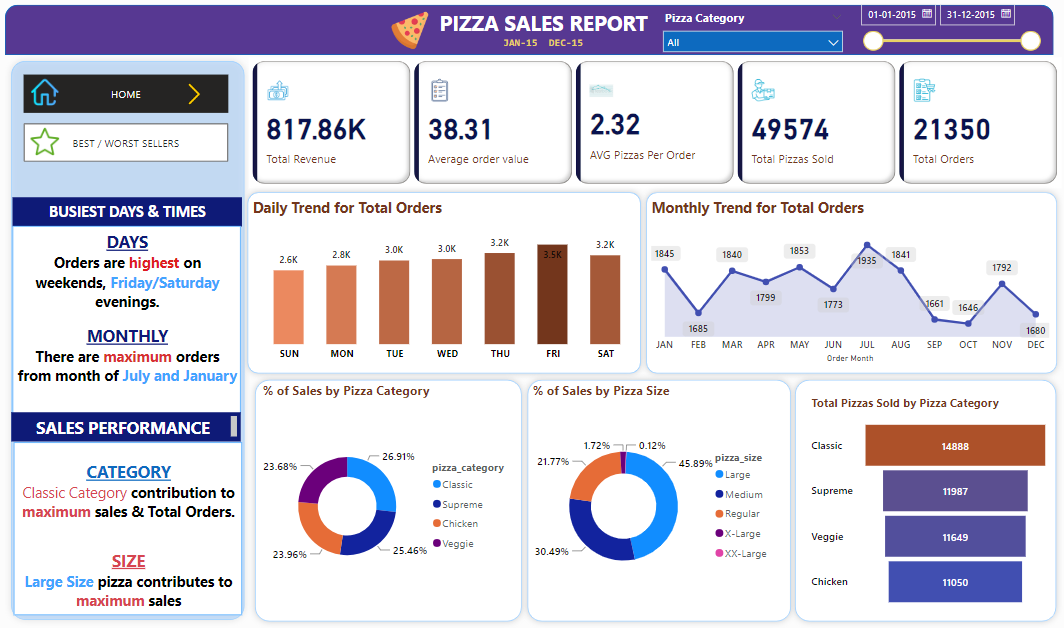 PIZZA SALES REPORT
JAN-15 DEC-15
Pizza Category
All
01-01-2015
31-12-2015
HOME
BEST / WORST SELLERS
817.86K
Total Revenue
38.31
Average order value
2.32
AVG Pizzas Per Order
49574
Total Pizzas Sold
21350
Total Orders
BUSIEST DAYS & TIMES
DAYS
Orders are highest on
weekends, Friday/Saturday
evenings.
MONTHLY
There are maximum orders
from month of July and January
SALES PERFORMANCE
CATEGORY
Classic Category contribution to
maximum sales & Total Orders.
SIZE
Large Size pizza contributes to
maximum sales
Daily Trend for Total Orders
2.6K 2.8K 3.0K 3.0K 3.2K 3.5K 3.2K
SUN MON TUE WED THU FRI SAT
Monthly Trend for Total Orders
1845 1685 1840 1799 1853 1773 1935 1841 1661 1646 1792 1680
JAN FEB MAR APR MAY JUN JUL AUG SEP OCT NOV DEC
Order Month
% of Sales by Pizza Category
26.91%
25.46%
23.96%
23.68%
pizza_category
Classic
Supreme
Chicken
Veggie
% of Sales by Pizza Size
1.72%
0.12%
45.89%
30.49%
21.77%
pizza_size
Large
Medium
Regular
X-Large
XX-Large
Total Pizzas Sold by Pizza Category
Classic 14888
Supreme 11987
Veggie 11649
Chicken 11050